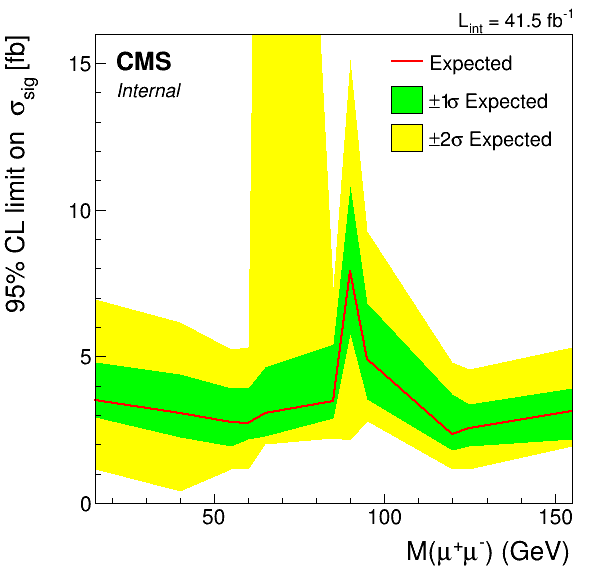 L_int = 41.5 fb⁻¹
CMS
Internal
Expected
±1σ Expected
±2σ Expected
95% CL limit on σ_sig [fb]
15
10
5
0
50
100
150
M(μ⁺μ⁻) (GeV)